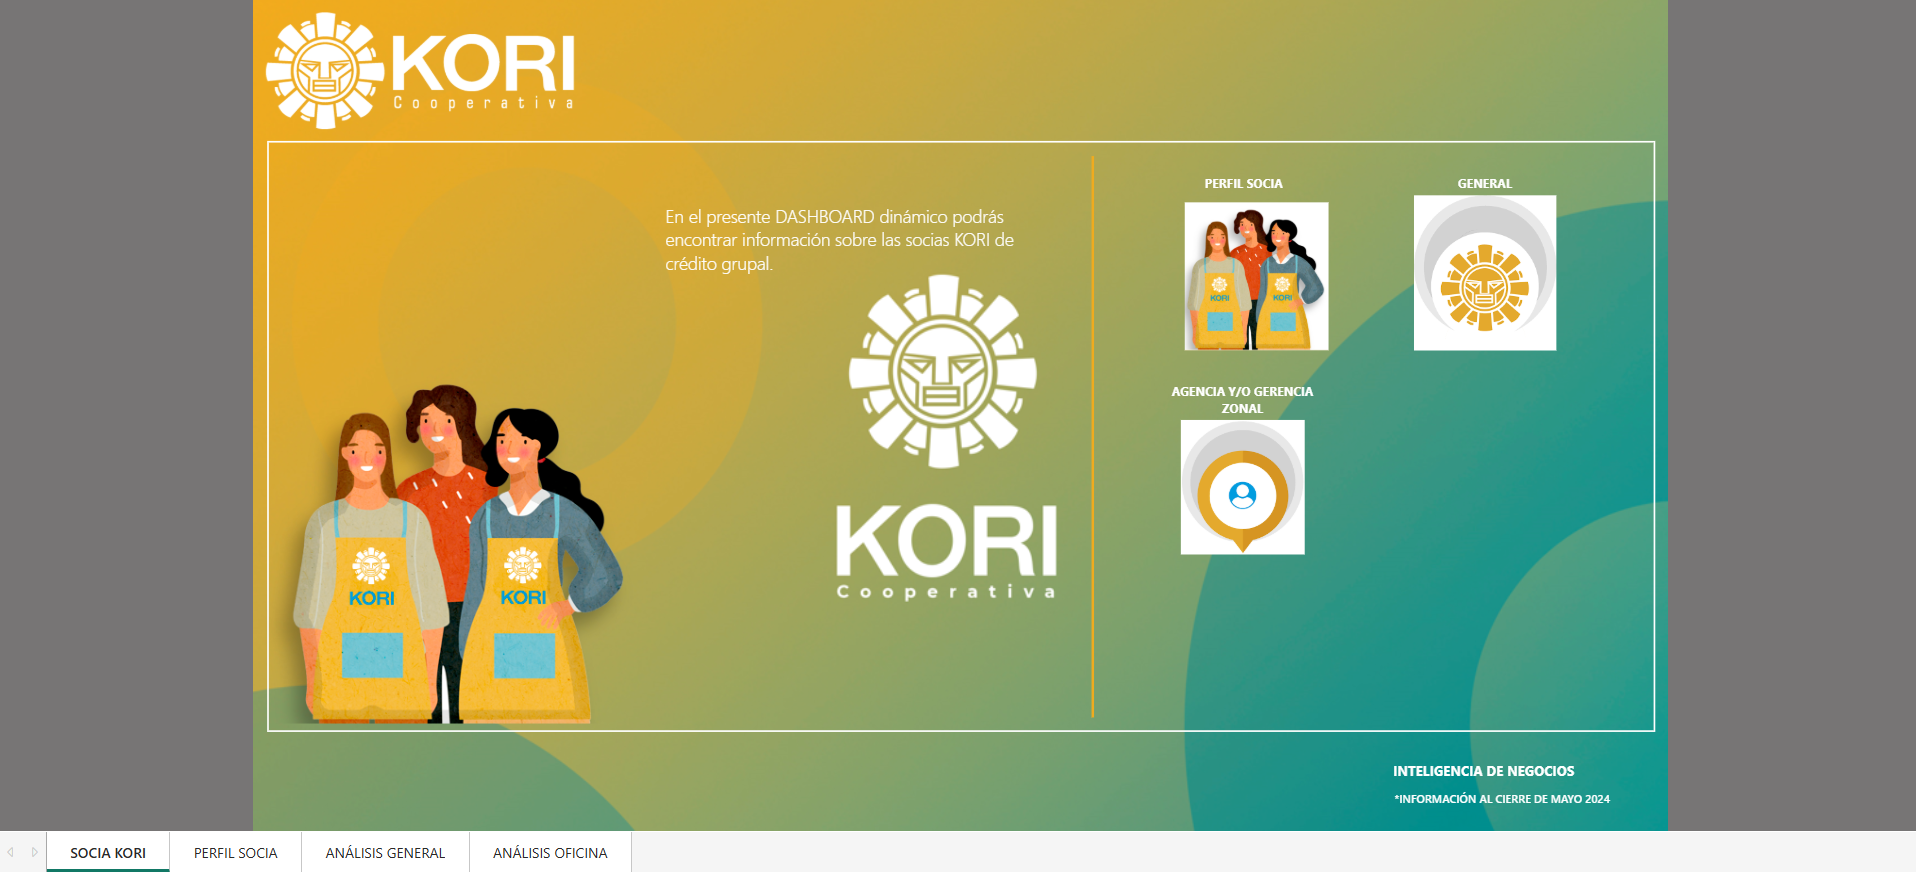 KORI
Cooperativa
En el presente DASHBOARD dinámico podrás
encontrar información sobre las socias KORI de
crédito grupal.
KORI
Cooperativa
KORI
KORI
PERFIL SOCIA
KORI
KORI
GENERAL
AGENCIA Y/O GERENCIA
ZONAL
INTELIGENCIA DE NEGOCIOS
*INFORMACIÓN AL CIERRE DE MAYO 2024
SOCIA KORI
PERFIL SOCIA
ANÁLISIS GENERAL
ANÁLISIS OFICINA